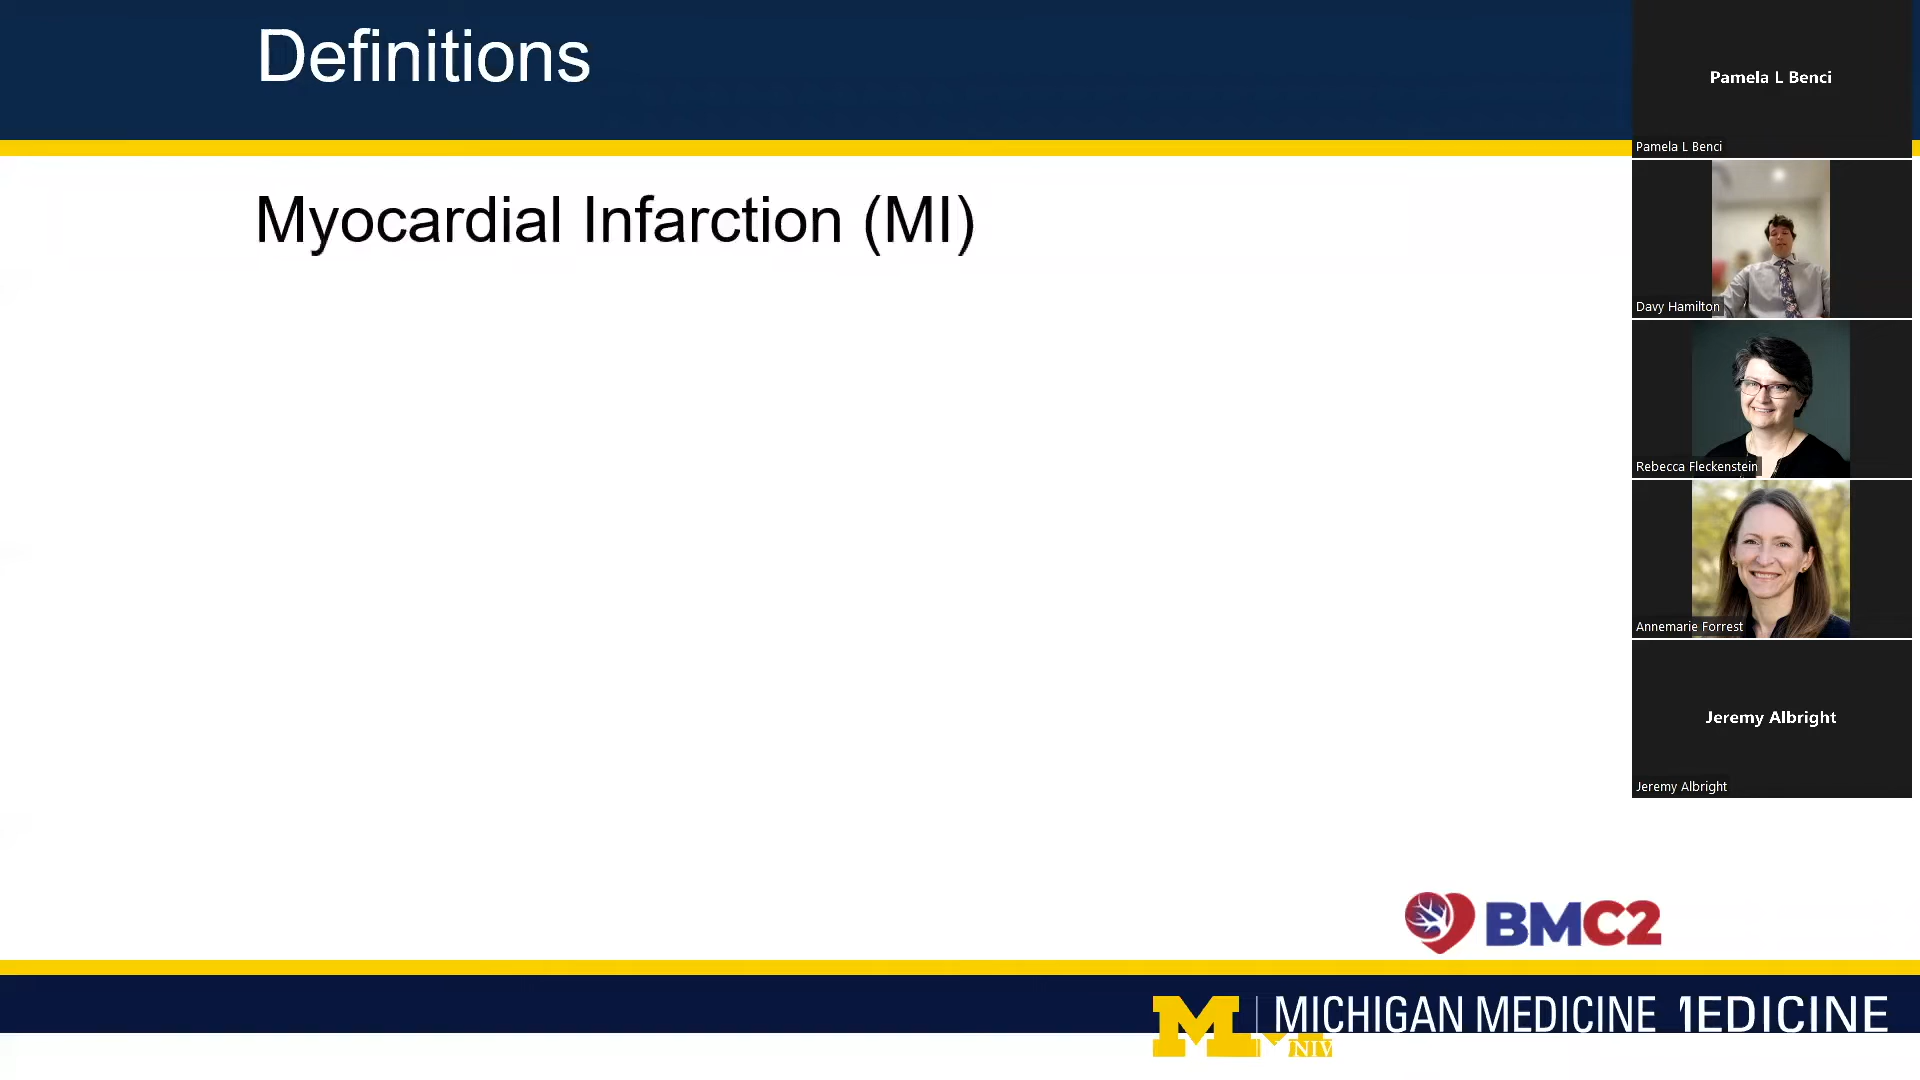 Definitions
Myocardial Infarction (MI)
Pamela L Benci
Pamela L Benci
Davy Hamilton
Rebecca Fleckenstein
Annemarie Forrest
Jeremy Albright
Jeremy Albright
BMC2
M MICHIGAN MEDICINE